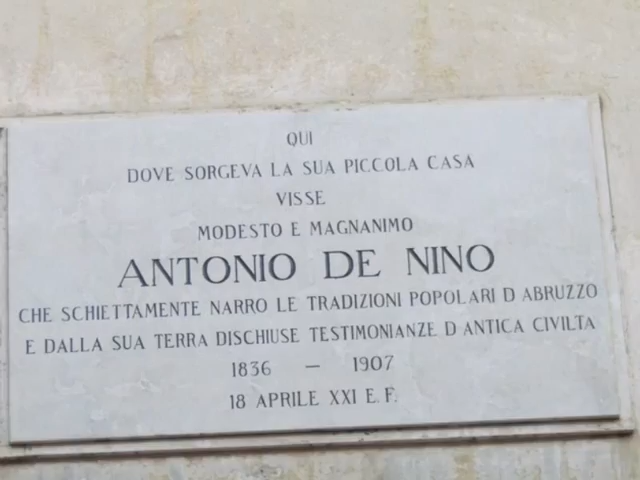 QUI
DOVE SORGEVA LA SUA PICCOLA CASA
VISSE
MODESTO E MAGNANIMO
ANTONIO DE NINO
CHE SCHIETTAMENTE NARRO LE TRADIZIONI POPOLARI D ABRUZZO
E DALLA SUA TERRA DISCHIUSE TESTIMONIANZE D ANTICA CIVILTA
1836 — 1907
18 APRILE XXI E. F.